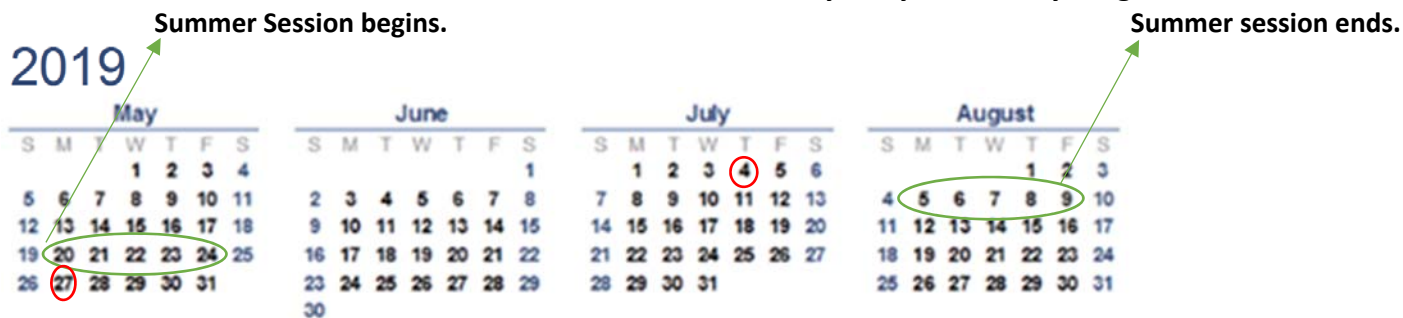 Summer Session begins.
Summer session ends.
2019
May June July August
S M T W T F S S M T W T F S S M T W T F S S M T W T F S
1 2 3 4 1 1 2 3 4 5 6 1 2 3
5 6 7 8 9 10 11 2 3 4 5 6 7 8 7 8 9 10 11 12 13 4 5 6 7 8 9 10
12 13 14 15 16 17 18 9 10 11 12 13 14 15 14 15 16 17 18 19 20 11 12 13 14 15 16 17
19 20 21 22 23 24 25 16 17 18 19 20 21 22 21 22 23 24 25 26 27 18 19 20 21 22 23 24
26 27 28 29 30 31 23 24 25 26 27 28 29 28 29 30 31 25 26 27 28 29 30 31
30